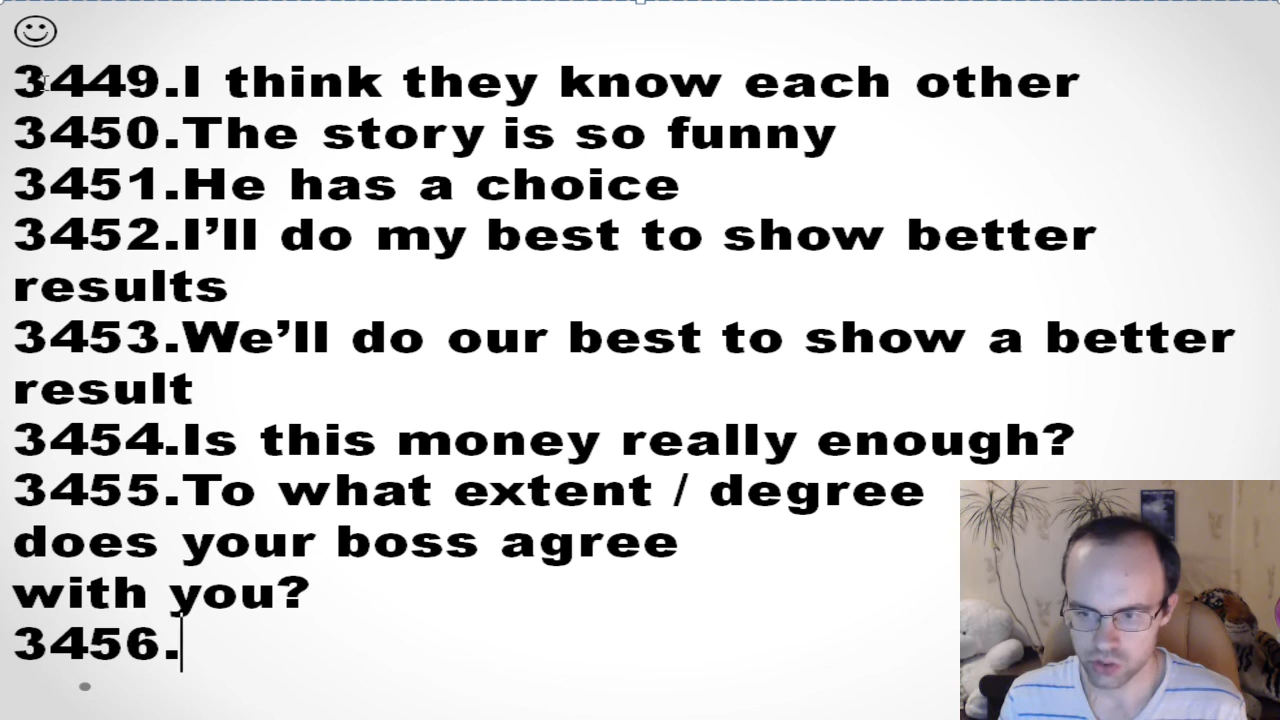 3449.I think they know each other
3450.The story is so funny
3451.He has a choice
3452.I’ll do my best to show better
results
3453.We’ll do our best to show a better
result
3454.Is this money really enough?
3455.To what extent / degree
does your boss agree
with you?
3456.